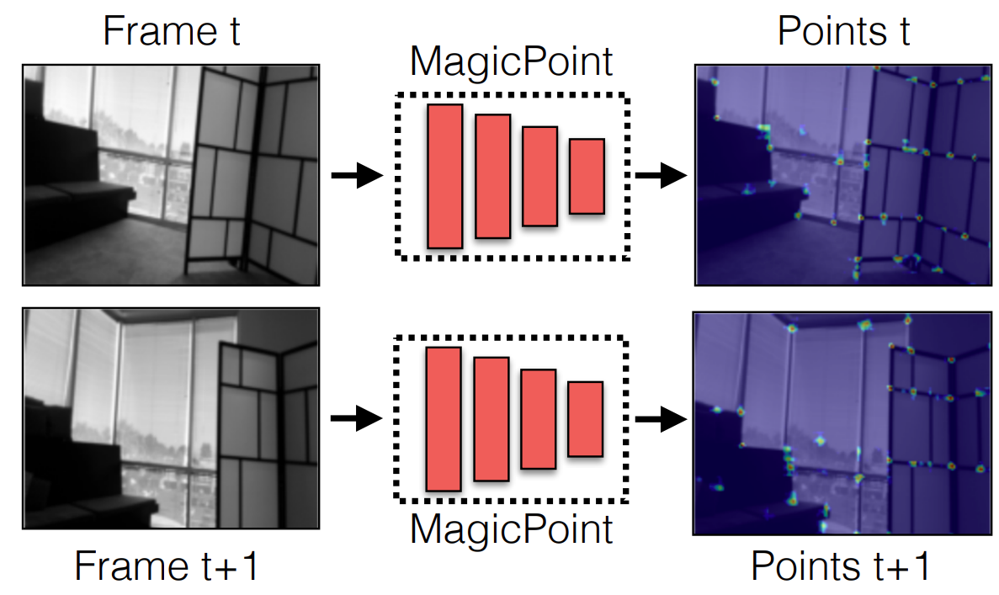 Frame t
MagicPoint
Points t
MagicPoint
Frame t+1
Points t+1